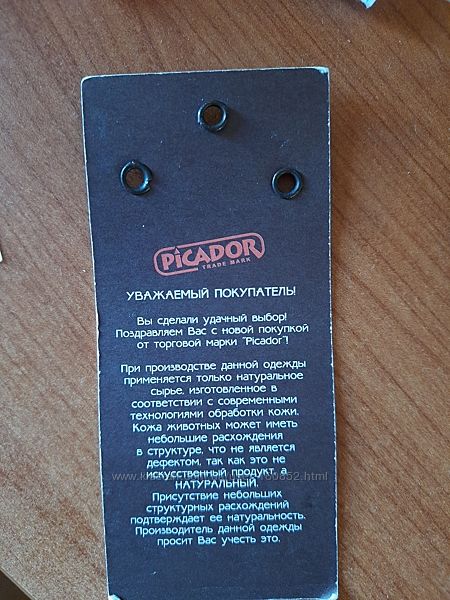 PICADOR
TRADE MARK
УВАЖАЕМЫЙ ПОКУПАТЕЛЬ!
Вы сделали удачный выбор!
Поздравляем Вас с новой покупкой
от торговой марки "Picador"!
При производстве данной одежды
применяется только натуральное
сырье, изготовленное в
соответствии с современными
технологиями обработки кожи.
Кожа животных может иметь
небольшие расхождения
в структуре, что не является
дефектом, так как это не
искусственный продукт, а
НАТУРАЛЬНЫЙ.
Присутствие небольших
структурных расхождений
подтверждает ее натуральность.
Производитель данной одежды
просит Вас учесть это.